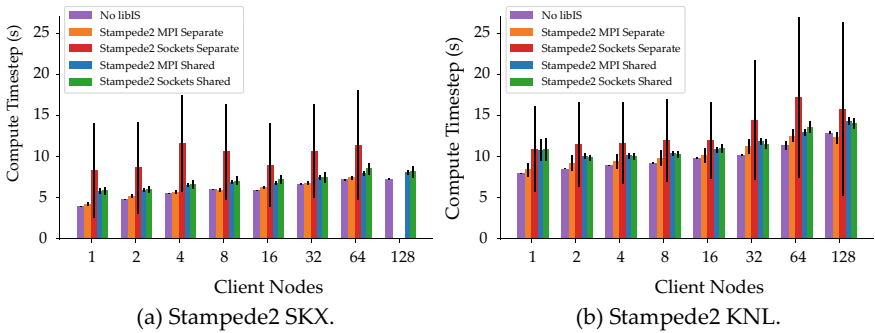 No libIS
Stampede2 MPI Separate
Stampede2 Sockets Separate
Stampede2 MPI Shared
Stampede2 Sockets Shared
Compute Timestep (s)
25
20
15
10
5
0
1 2 4 8 16 32 64 128
Client Nodes
(a) Stampede2 SKX.
No libIS
Stampede2 MPI Separate
Stampede2 Sockets Separate
Stampede2 MPI Shared
Stampede2 Sockets Shared
Compute Timestep (s)
25
20
15
10
5
0
1 2 4 8 16 32 64 128
Client Nodes
(b) Stampede2 KNL.